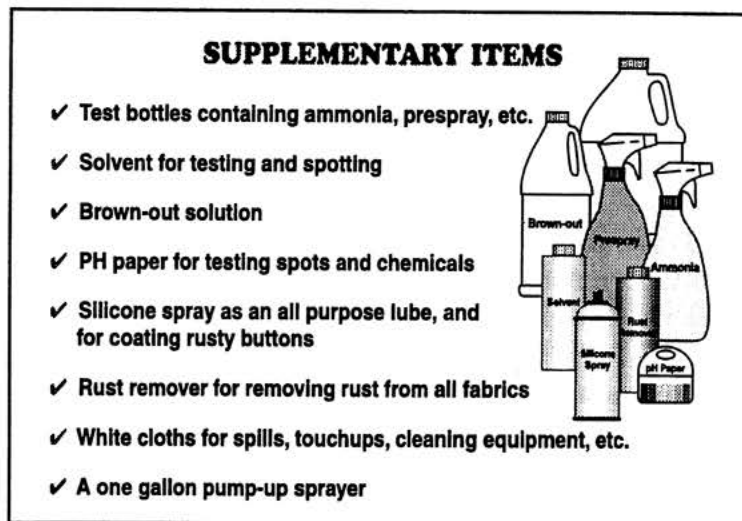 SUPPLEMENTARY ITEMS
✔ Test bottles containing ammonia, prespray, etc.
✔ Solvent for testing and spotting
✔ Brown-out solution
✔ PH paper for testing spots and chemicals
✔ Silicone spray as an all purpose lube, and
for coating rusty buttons
✔ Rust remover for removing rust from all fabrics
✔ White cloths for spills, touchups, cleaning equipment, etc.
✔ A one gallon pump-up sprayer
Brown-out
Prespray
Ammonia
Solvent
Rust
Remover
Silicone
Spray
pH Paper